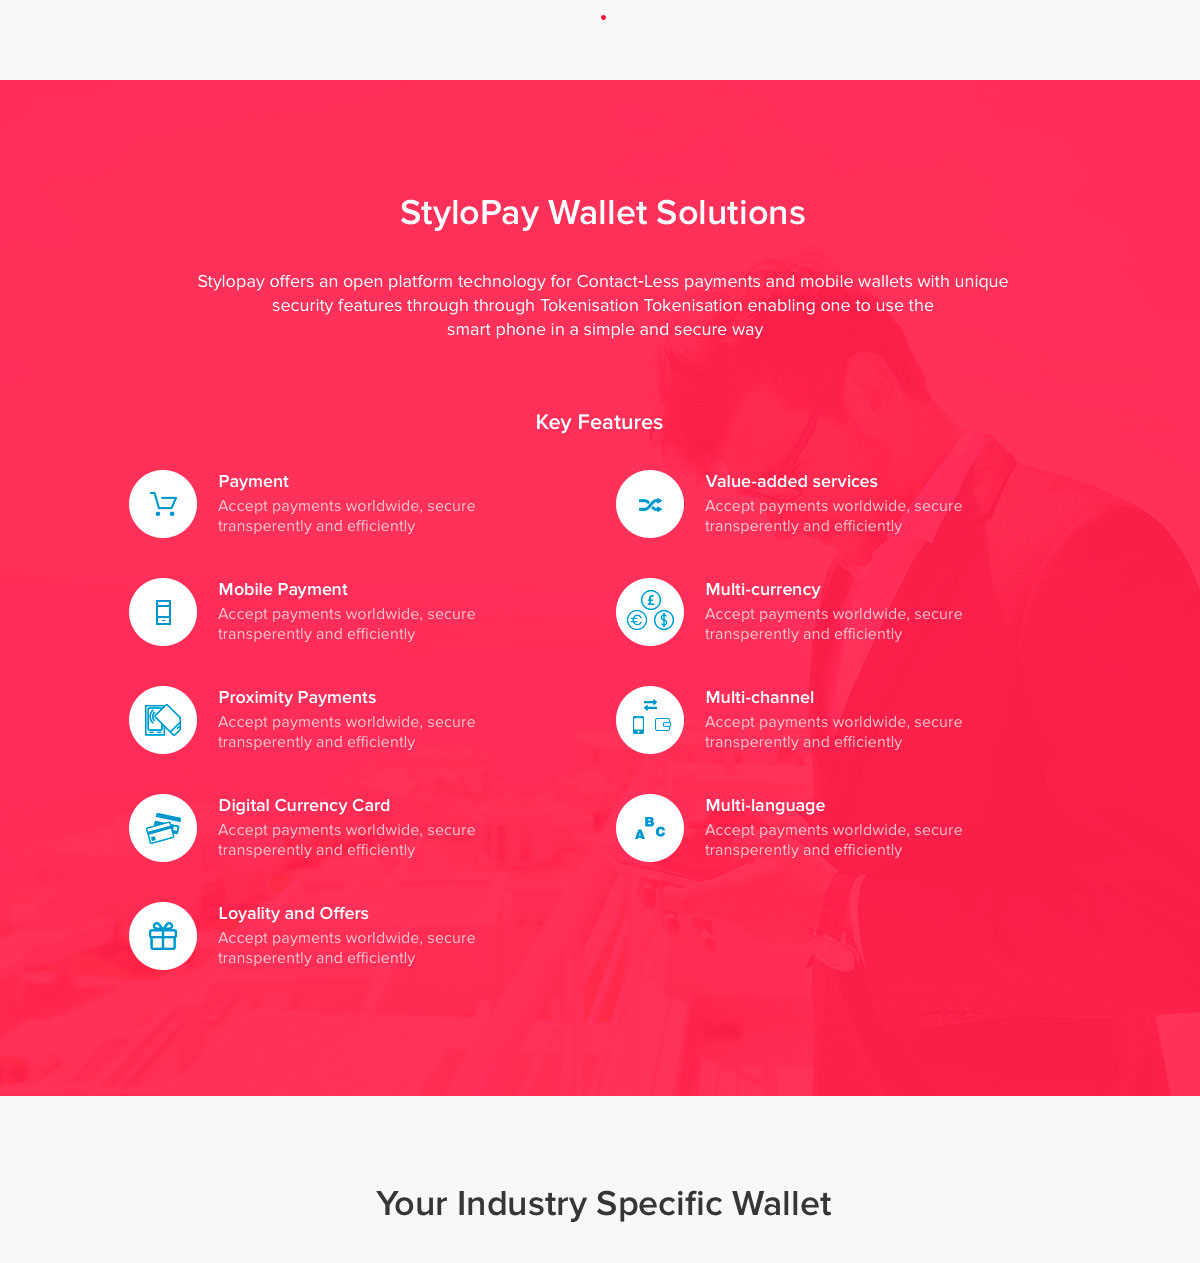 StyloPay Wallet Solutions
Stylopay offers an open platform technology for Contact-Less payments and mobile wallets with unique
security features through through Tokenisation Tokenisation enabling one to use the
smart phone in a simple and secure way
Key Features
Payment
Accept payments worldwide, secure
transperently and efficiently
Value-added services
Accept payments worldwide, secure
transperently and efficiently
Mobile Payment
Accept payments worldwide, secure
transperently and efficiently
£
€ $
Multi-currency
Accept payments worldwide, secure
transperently and efficiently
Proximity Payments
Accept payments worldwide, secure
transperently and efficiently
Multi-channel
Accept payments worldwide, secure
transperently and efficiently
Digital Currency Card
Accept payments worldwide, secure
transperently and efficiently
A B C
Multi-language
Accept payments worldwide, secure
transperently and efficiently
Loyality and Offers
Accept payments worldwide, secure
transperently and efficiently
Your Industry Specific Wallet